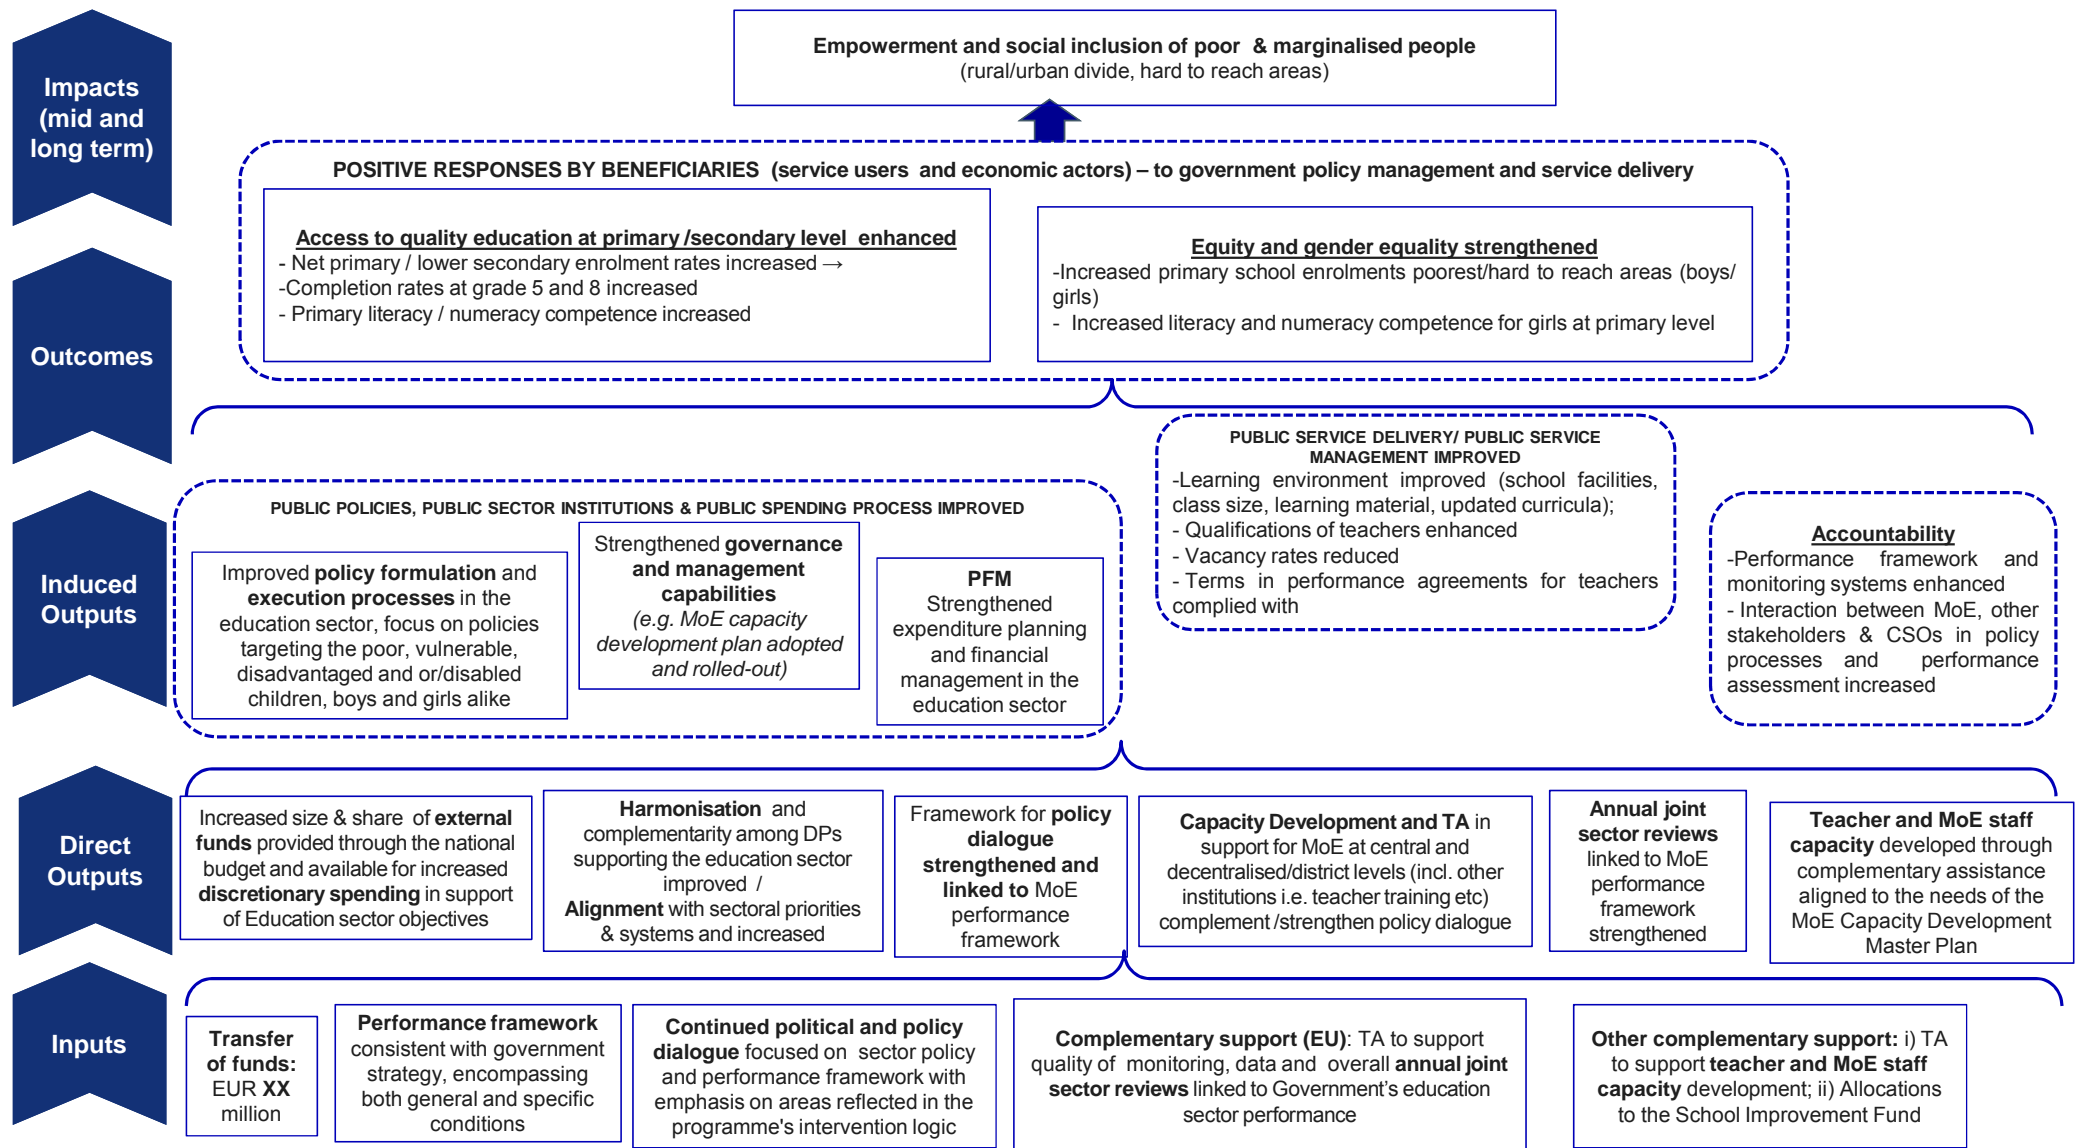 Impacts
(mid and
long term)
Empowerment and social inclusion of poor & marginalised people
(rural/urban divide, hard to reach areas)
POSITIVE RESPONSES BY BENEFICIARIES (service users and economic actors) – to government policy management and service delivery
Access to quality education at primary /secondary level enhanced
- Net primary / lower secondary enrolment rates increased →
-Completion rates at grade 5 and 8 increased
- Primary literacy / numeracy competence increased
Equity and gender equality strengthened
-Increased primary school enrolments poorest/hard to reach areas (boys/
girls)
- Increased literacy and numeracy competence for girls at primary level
Outcomes
Induced
Outputs
PUBLIC POLICIES, PUBLIC SECTOR INSTITUTIONS & PUBLIC SPENDING PROCESS IMPROVED
Improved policy formulation and
execution processes in the
education sector, focus on policies
targeting the poor, vulnerable,
disadvantaged and or/disabled
children, boys and girls alike
Strengthened governance
and management
capabilities
(e.g. MoE capacity
development plan adopted
and rolled-out)
PFM
Strengthened
expenditure planning
and financial
management in the
education sector
PUBLIC SERVICE DELIVERY/ PUBLIC SERVICE
MANAGEMENT IMPROVED
-Learning environment improved (school facilities,
class size, learning material, updated curricula);
- Qualifications of teachers enhanced
- Vacancy rates reduced
- Terms in performance agreements for teachers
complied with
Accountability
-Performance framework and
monitoring systems enhanced
- Interaction between MoE, other
stakeholders & CSOs in policy
processes and performance
assessment increased
Direct
Outputs
Increased size & share of external
funds provided through the national
budget and available for increased
discretionary spending in support
of Education sector objectives
Harmonisation and
complementarity among DPs
supporting the education sector
improved /
Alignment with sectoral priorities
& systems and increased
Framework for policy
dialogue
strengthened and
linked to MoE
performance
framework
Capacity Development and TA in
support for MoE at central and
decentralised/district levels (incl. other
institutions i.e. teacher training etc)
complement /strengthen policy dialogue
Annual joint
sector reviews
linked to MoE
performance
framework
strengthened
Teacher and MoE staff
capacity developed through
complementary assistance
aligned to the needs of the
MoE Capacity Development
Master Plan
Inputs
Transfer
of funds:
EUR XX
million
Performance framework
consistent with government
strategy, encompassing
both general and specific
conditions
Continued political and policy
dialogue focused on sector policy
and performance framework with
emphasis on areas reflected in the
programme's intervention logic
Complementary support (EU): TA to support
quality of monitoring, data and overall annual joint
sector reviews linked to Government's education
sector performance
Other complementary support: i) TA
to support teacher and MoE staff
capacity development; ii) Allocations
to the School Improvement Fund